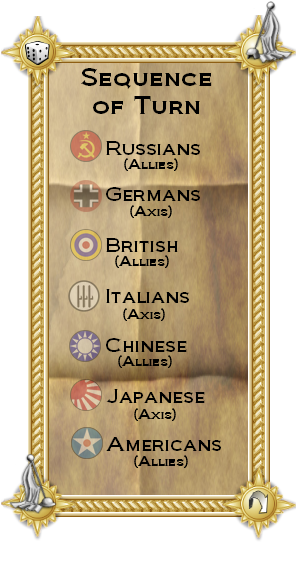 Sequence
of Turn
Russians
(Allies)
Germans
(Axis)
British
(Allies)
Italians
(Axis)
Chinese
(Allies)
Japanese
(Axis)
Americans
(Allies)